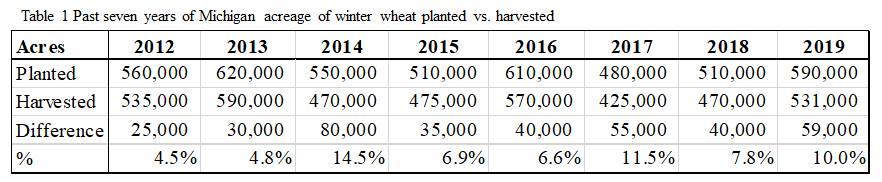 Table 1 Past seven years of Michigan acreage of winter wheat planted vs. harvested
Acres 2012 2013 2014 2015 2016 2017 2018 2019
Planted 560,000 620,000 550,000 510,000 610,000 480,000 510,000 590,000
Harvested 535,000 590,000 470,000 475,000 570,000 425,000 470,000 531,000
Difference 25,000 30,000 80,000 35,000 40,000 55,000 40,000 59,000
% 4.5% 4.8% 14.5% 6.9% 6.6% 11.5% 7.8% 10.0%